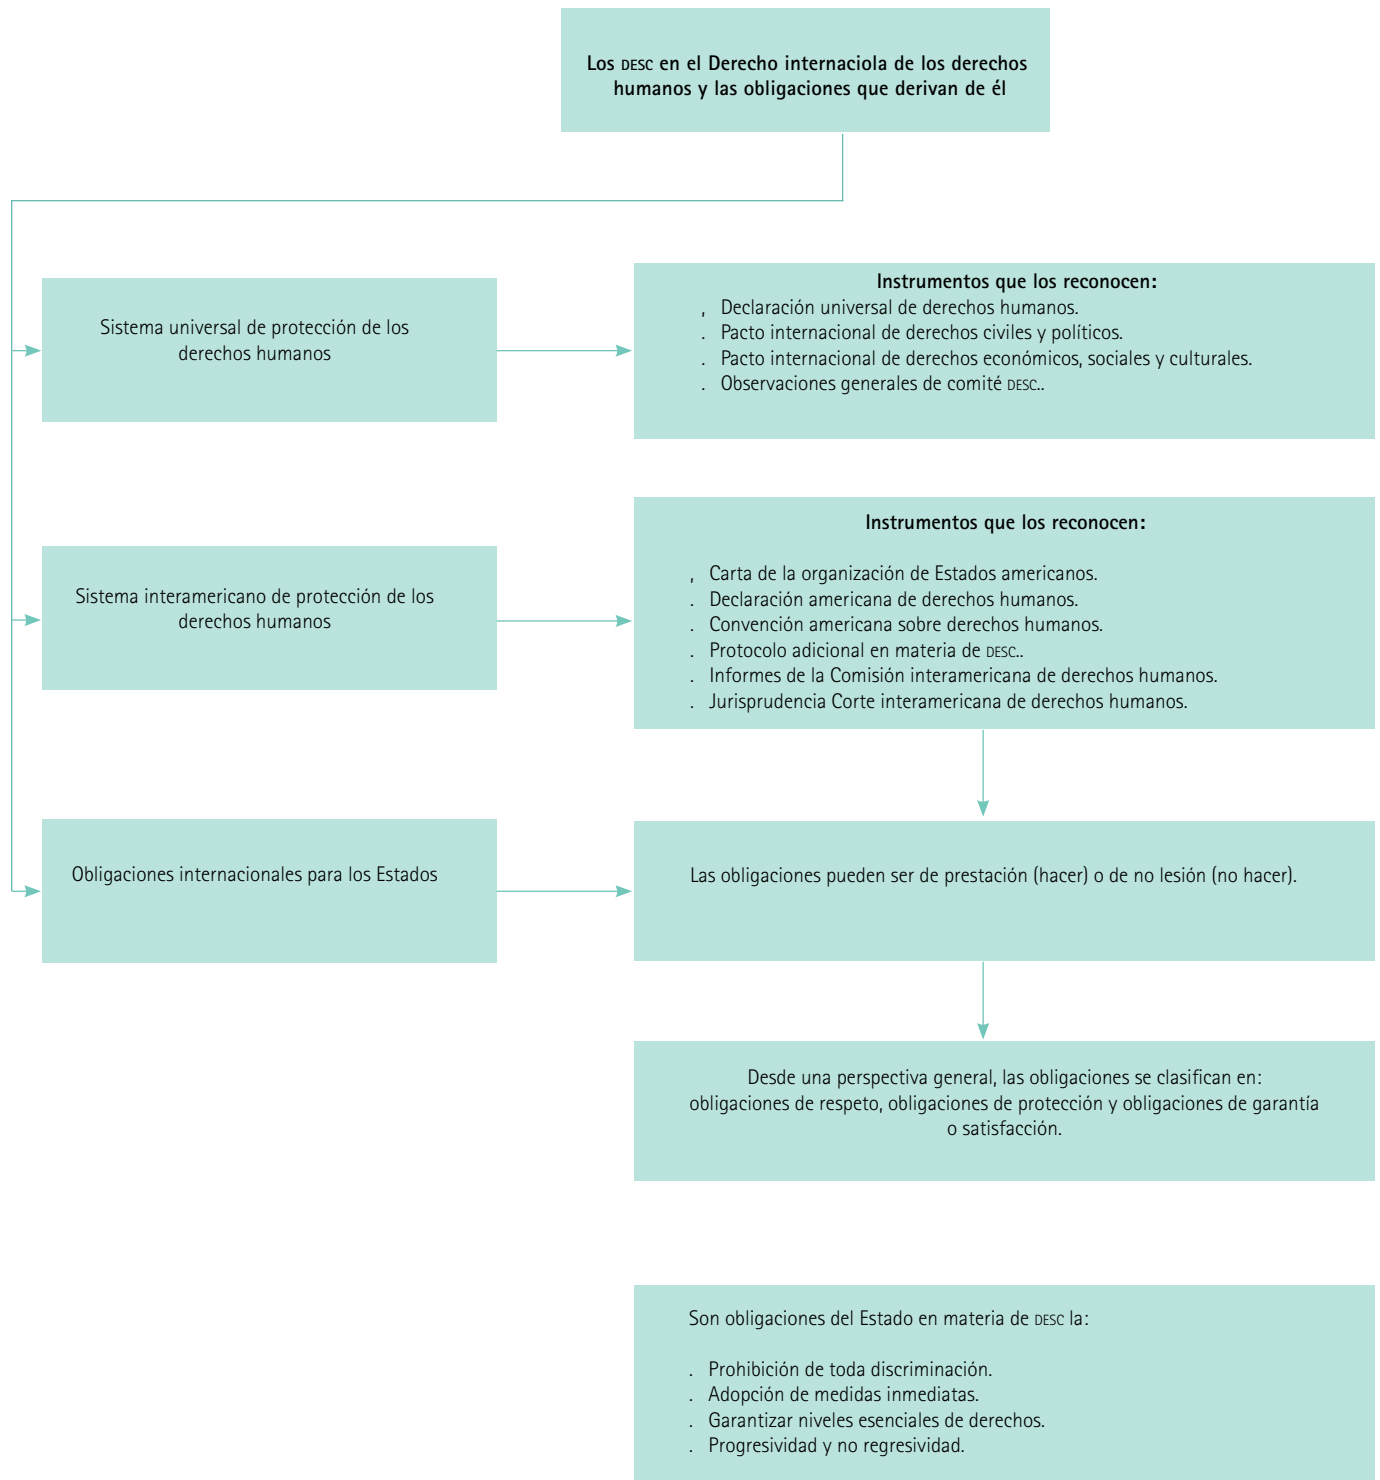 Los DESC en el Derecho internaciola de los derechos
humanos y las obligaciones que derivan de él
Sistema universal de protección de los
derechos humanos
Instrumentos que los reconocen:
, Declaración universal de derechos humanos.
. Pacto internacional de derechos civiles y políticos.
. Pacto internacional de derechos económicos, sociales y culturales.
. Observaciones generales de comité DESC..
Sistema interamericano de protección de los
derechos humanos
Instrumentos que los reconocen:
, Carta de la organización de Estados americanos.
. Declaración americana de derechos humanos.
. Convención americana sobre derechos humanos.
. Protocolo adicional en materia de DESC..
. Informes de la Comisión interamericana de derechos humanos.
. Jurisprudencia Corte interamericana de derechos humanos.
Obligaciones internacionales para los Estados
Las obligaciones pueden ser de prestación (hacer) o de no lesión (no hacer).
Desde una perspectiva general, las obligaciones se clasifican en:
obligaciones de respeto, obligaciones de protección y obligaciones de garantía
o satisfacción.
Son obligaciones del Estado en materia de DESC la:
. Prohibición de toda discriminación.
. Adopción de medidas inmediatas.
. Garantizar niveles esenciales de derechos.
. Progresividad y no regresividad.